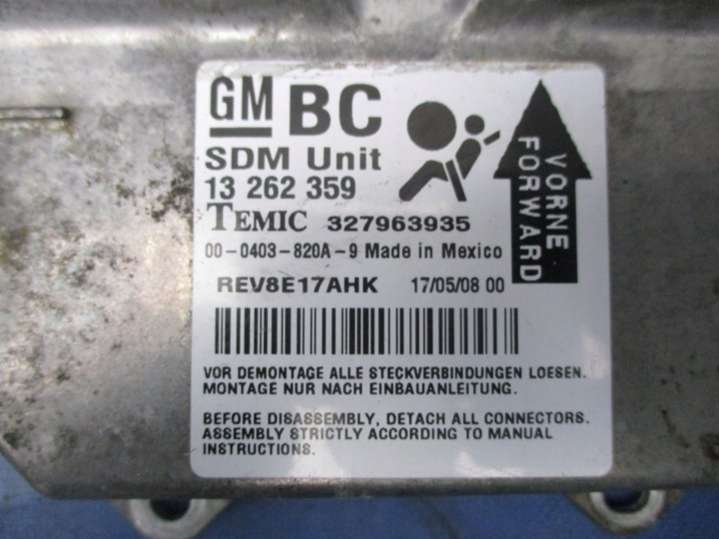 GM BC
SDM Unit
13 262 359
TEMIC 327963935
00-0403-820A-9 Made in Mexico
REV8E17AHK 17/05/08 00
VORNE
FORWARD
VOR DEMONTAGE ALLE STECKVERBINDUNGEN LOESEN.
MONTAGE NUR NACH EINBAUANLEITUNG.
BEFORE DISASSEMBLY, DETACH ALL CONNECTORS.
ASSEMBLY STRICTLY ACCORDING TO MANUAL
INSTRUCTIONS.